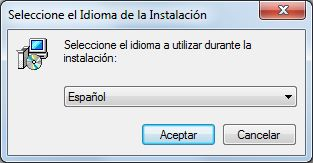 Seleccione el Idioma de la Instalación
Seleccione el idioma a utilizar durante la
instalación:
Español
Aceptar
Cancelar